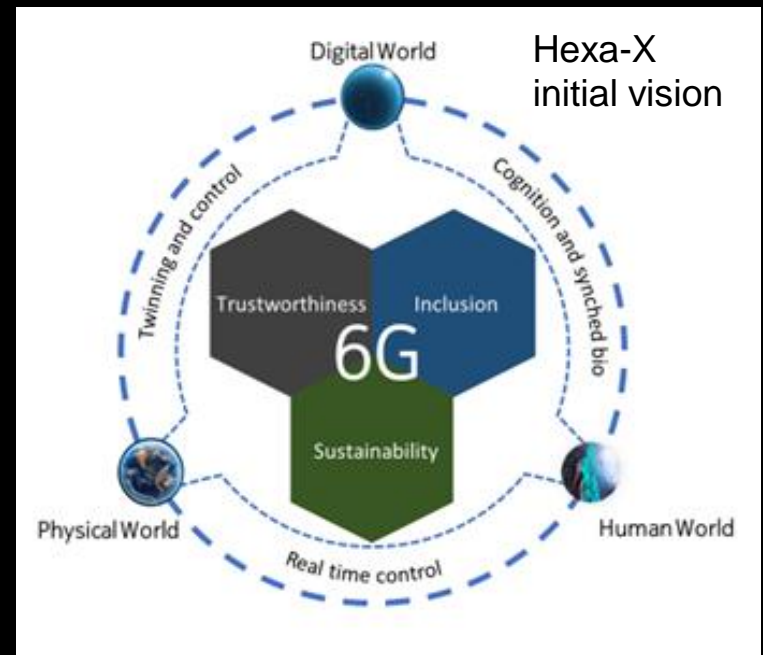 Digital World
Hexa-X
initial vision
Twinning and control
Cognition and synched bio
Trustworthiness
Inclusion
6G
Sustainability
Physical World
Human World
Real time control